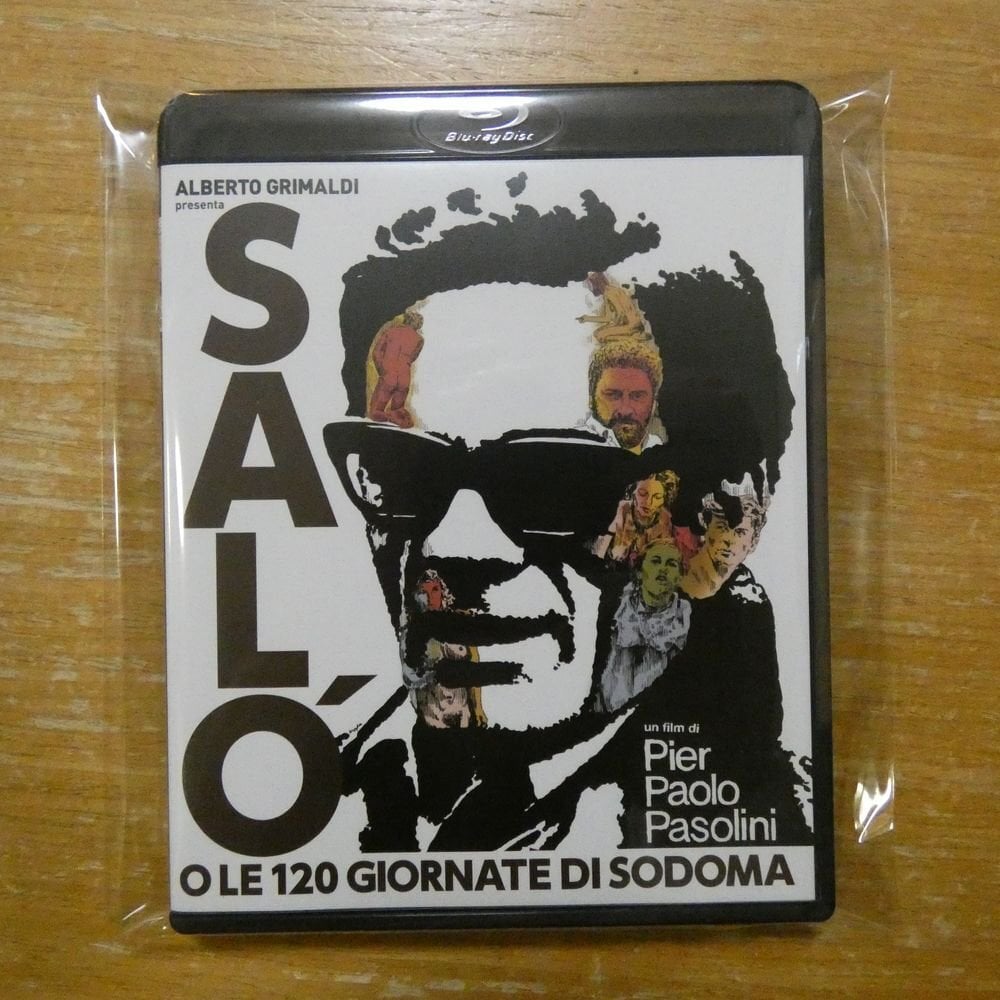 Blu-ray Disc
ALBERTO GRIMALDI
presenta
SALÓ
un film di
Pier
Paolo
Pasolini
O LE 120 GIORNATE DI SODOMA